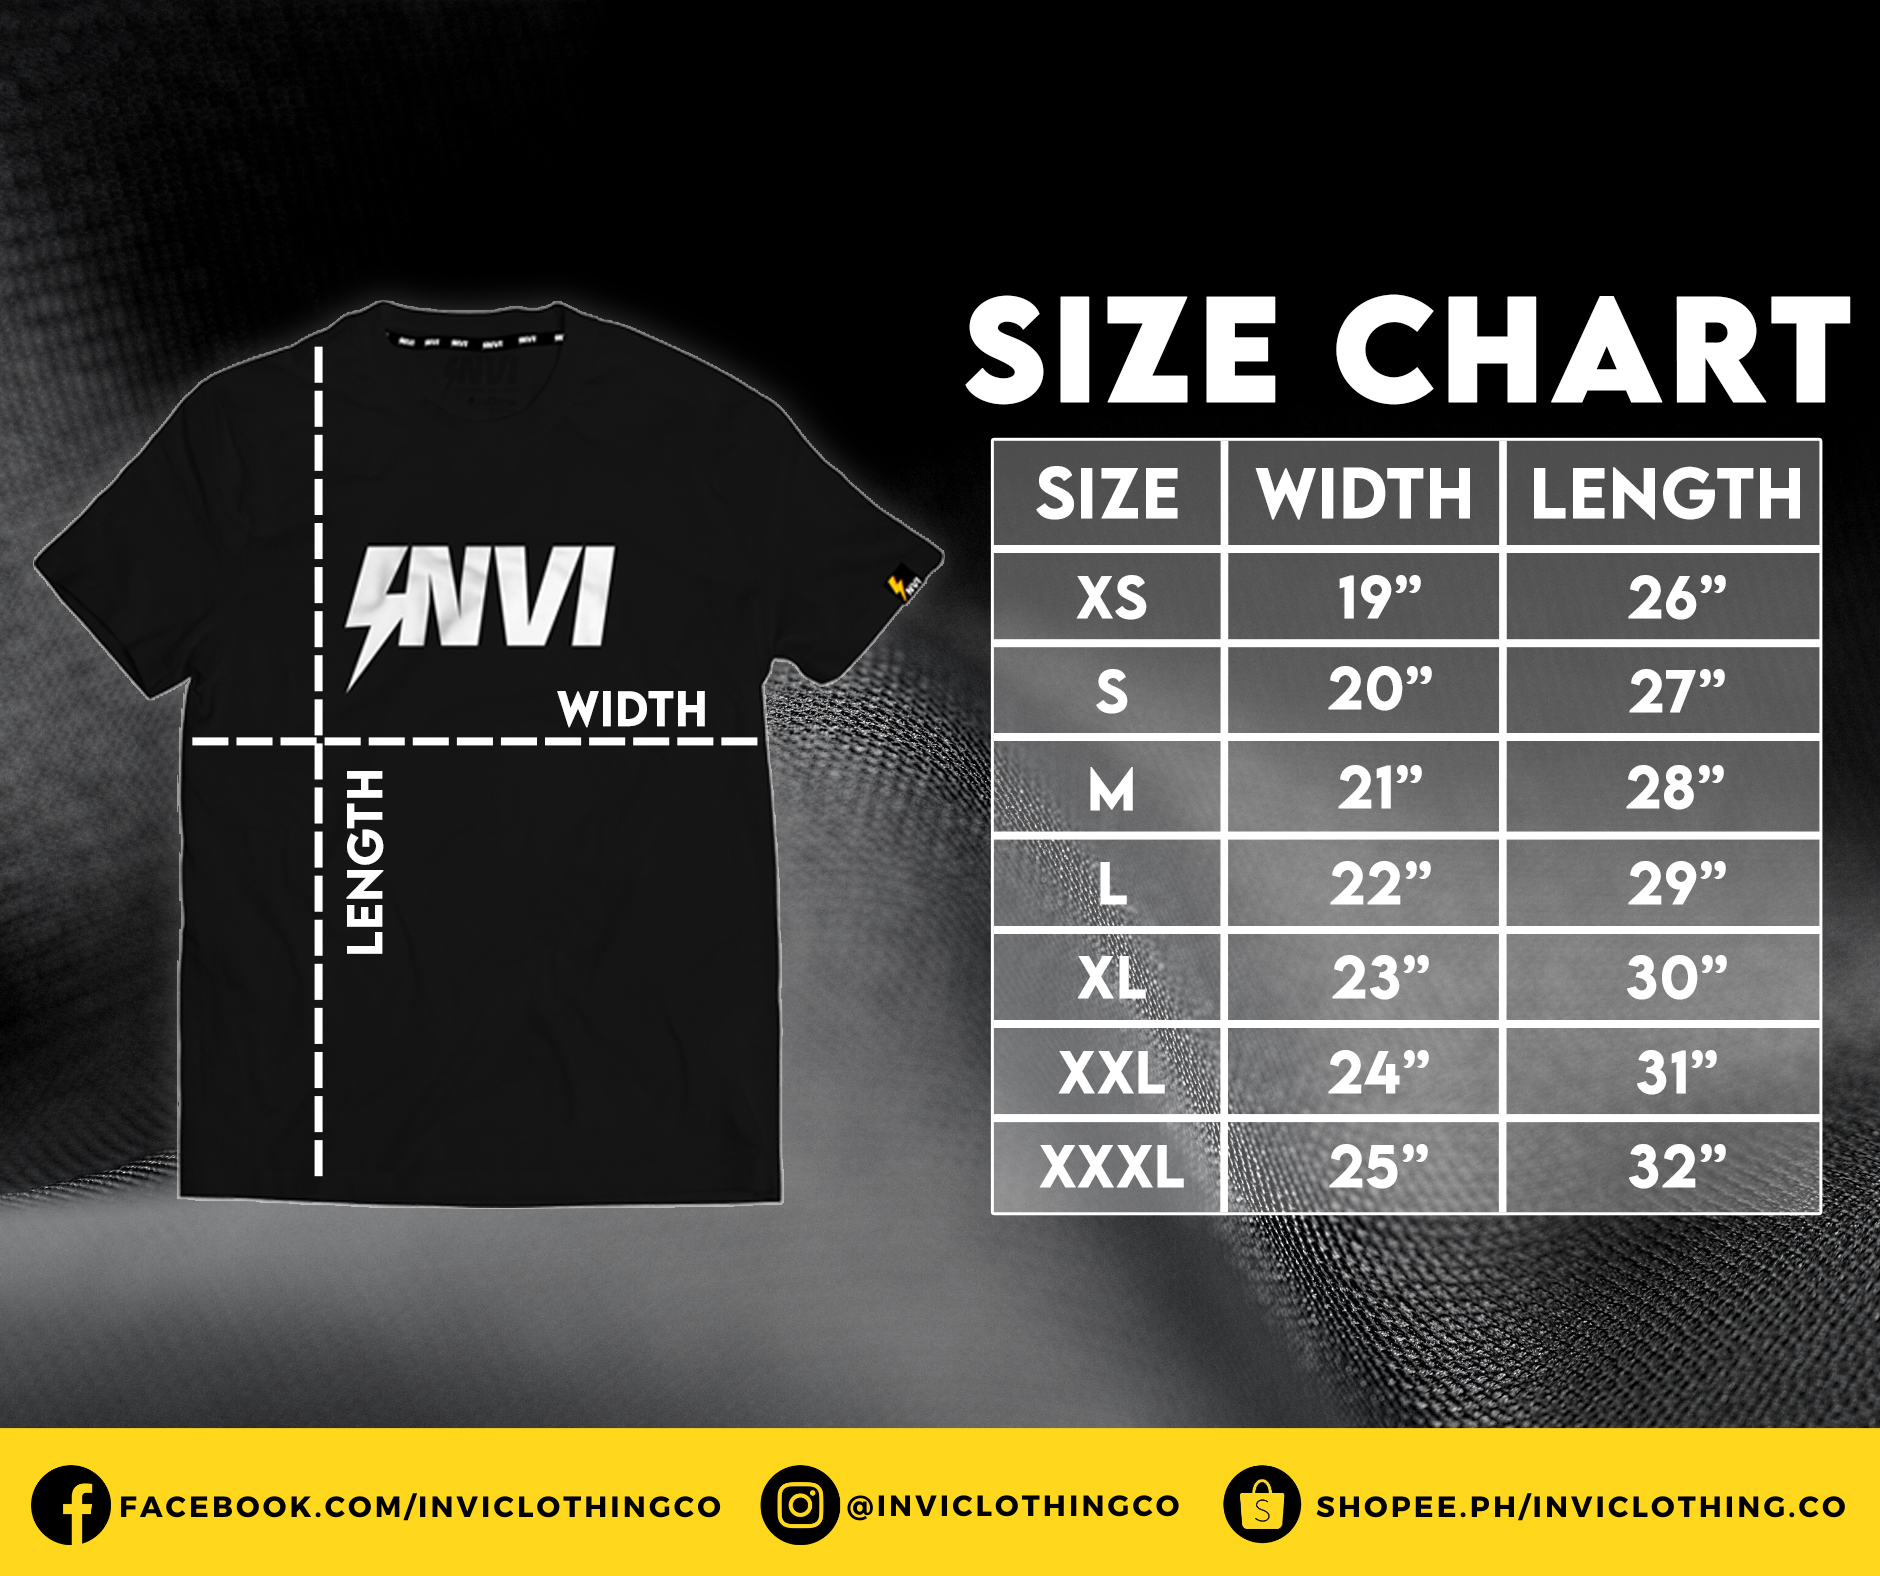 SIZE CHART
INVI
INVI
WIDTH
LENGTH
SIZE WIDTH LENGTH
XS 19” 26”
S 20” 27”
M 21” 28”
L 22” 29”
XL 23” 30”
XXL 24” 31”
XXXL 25” 32”
FACEBOOK.COM/INVICLOTHINGCO @INVICLOTHINGCO SHOPEE.PH/INVICLOTHING.CO